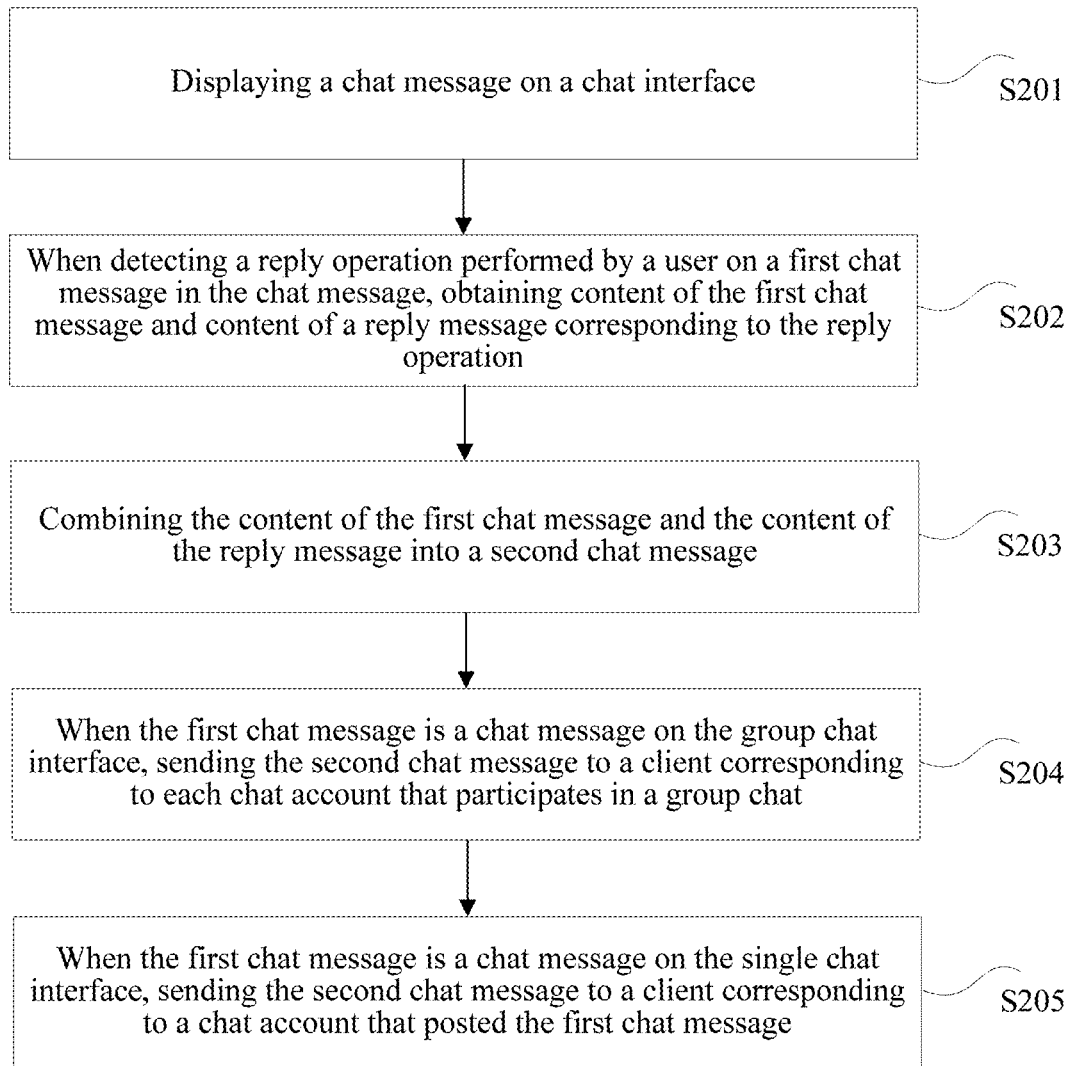 Displaying a chat message on a chat interface
S201
When detecting a reply operation performed by a user on a first chat
message in the chat message, obtaining content of the first chat
message and content of a reply message corresponding to the reply
operation
S202
Combining the content of the first chat message and the content of
the reply message into a second chat message
S203
When the first chat message is a chat message on the group chat
interface, sending the second chat message to a client corresponding
to each chat account that participates in a group chat
S204
When the first chat message is a chat message on the single chat
interface, sending the second chat message to a client corresponding
to a chat account that posted the first chat message
S205